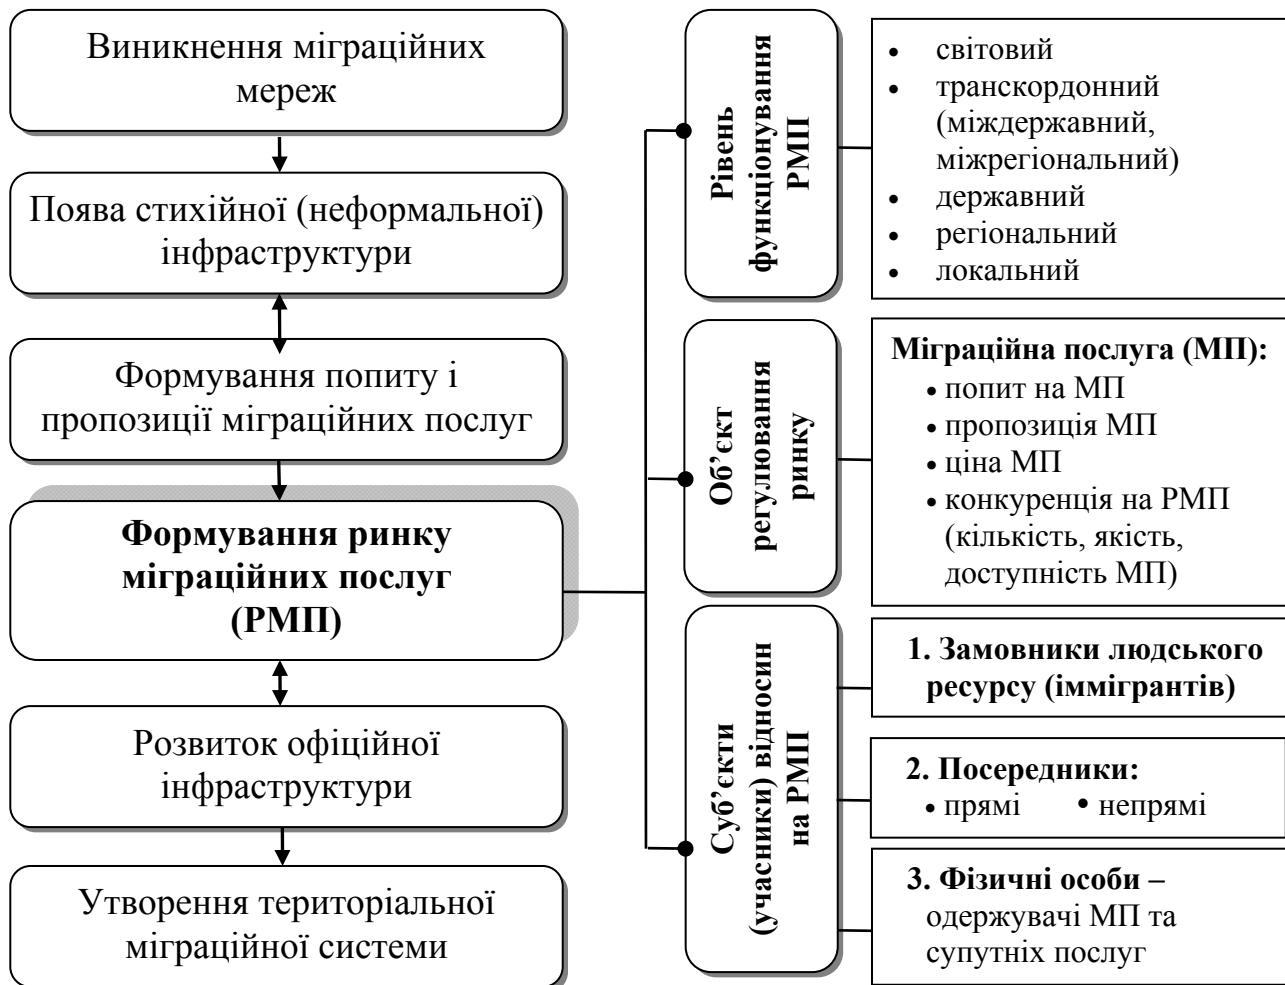 Виникнення міграційних
мереж
Поява стихійної (неформальної)
інфраструктури
Формування попиту і
пропозиції міграційних послуг
Формування ринку
міграційних послуг
(РМП)
Розвиток офіційної
інфраструктури
Утворення територіальної
міграційної системи
Рівень
функціонування
РМП
• світовий
• транскордонний
(міждержавний,
міжрегіональний)
• державний
• регіональний
• локальний
Об’єкт
регулювання
ринку
Міграційна послуга (МП):
• попит на МП
• пропозиція МП
• ціна МП
• конкуренція на РМП
(кількість, якість,
доступність МП)
Суб’єкти
(учасники) відносин
на РМП
1. Замовники людського
ресурсу (іммігрантів)
2. Посередники:
• прямі • непрямі
3. Фізичні особи –
одержувачі МП та
супутніх послуг